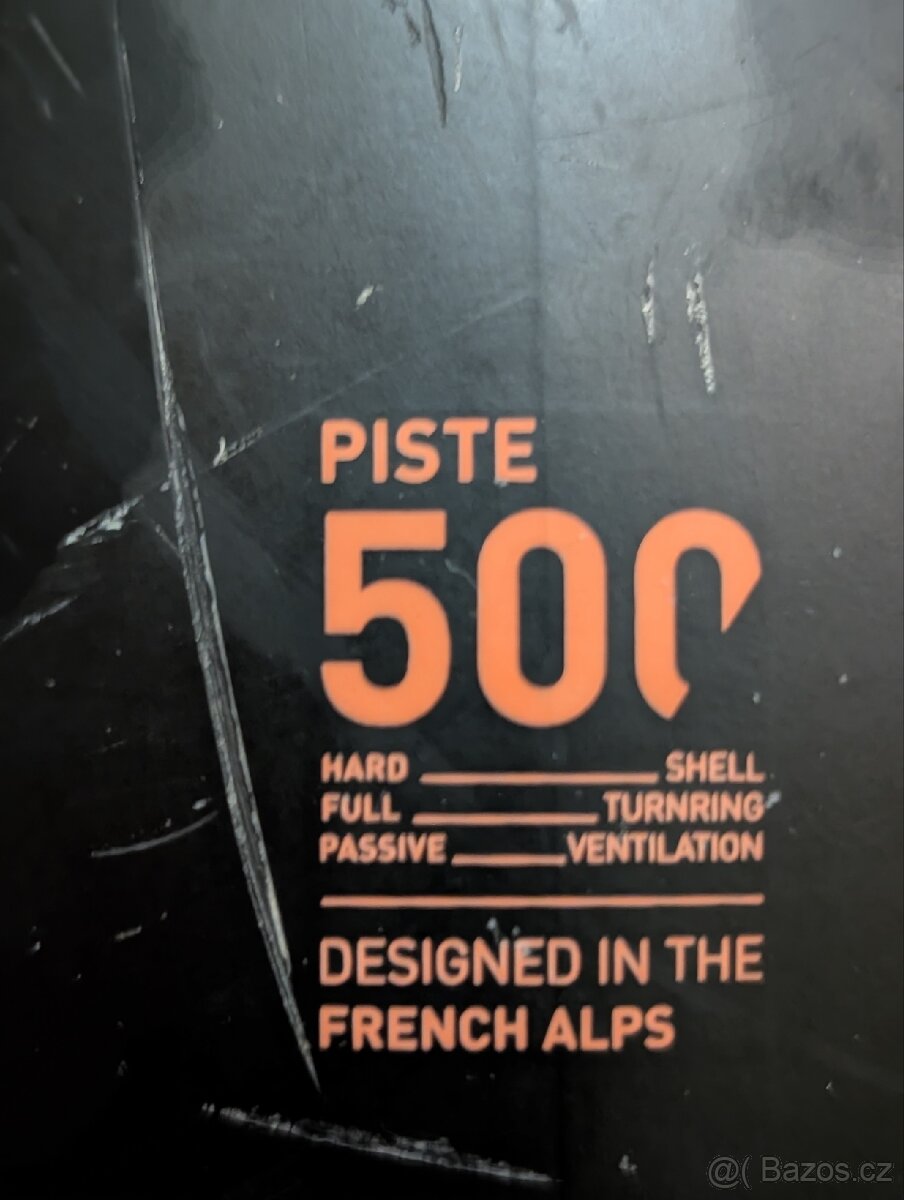 PISTE
500
HARD SHELL
FULL TURNRING
PASSIVE VENTILATION
DESIGNED IN THE
FRENCH ALPS
@( Bazos.cz